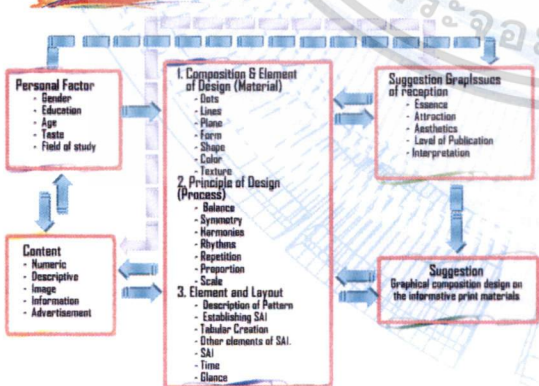 Personal Factor
- Gender
- Education
- Age
- Taste
- Field of study
Content
- Numeric
- Descriptive
- Image
- Information
- Advertisement
1. Composition & Element
of Design (Material)
- Dots
- Lines
- Plane
- Form
- Shape
- Color
- Texture
2. Principle of Design
(Process)
- Balance
- Symmetry
- Harmonies
- Rhythms
- Repetition
- Proportion
- Scale
3. Element and Layout
- Description of Pattern
- Establishing SAI
- Tabular Creation
- Other elements of SAI.
- SAI
- Time
- Glance
Suggestion GrapIssues
of reception
- Essence
- Attraction
- Aesthetics
- Level of Publication
- Interpretation
Suggestion
Graphical composition design on
the informative print materials